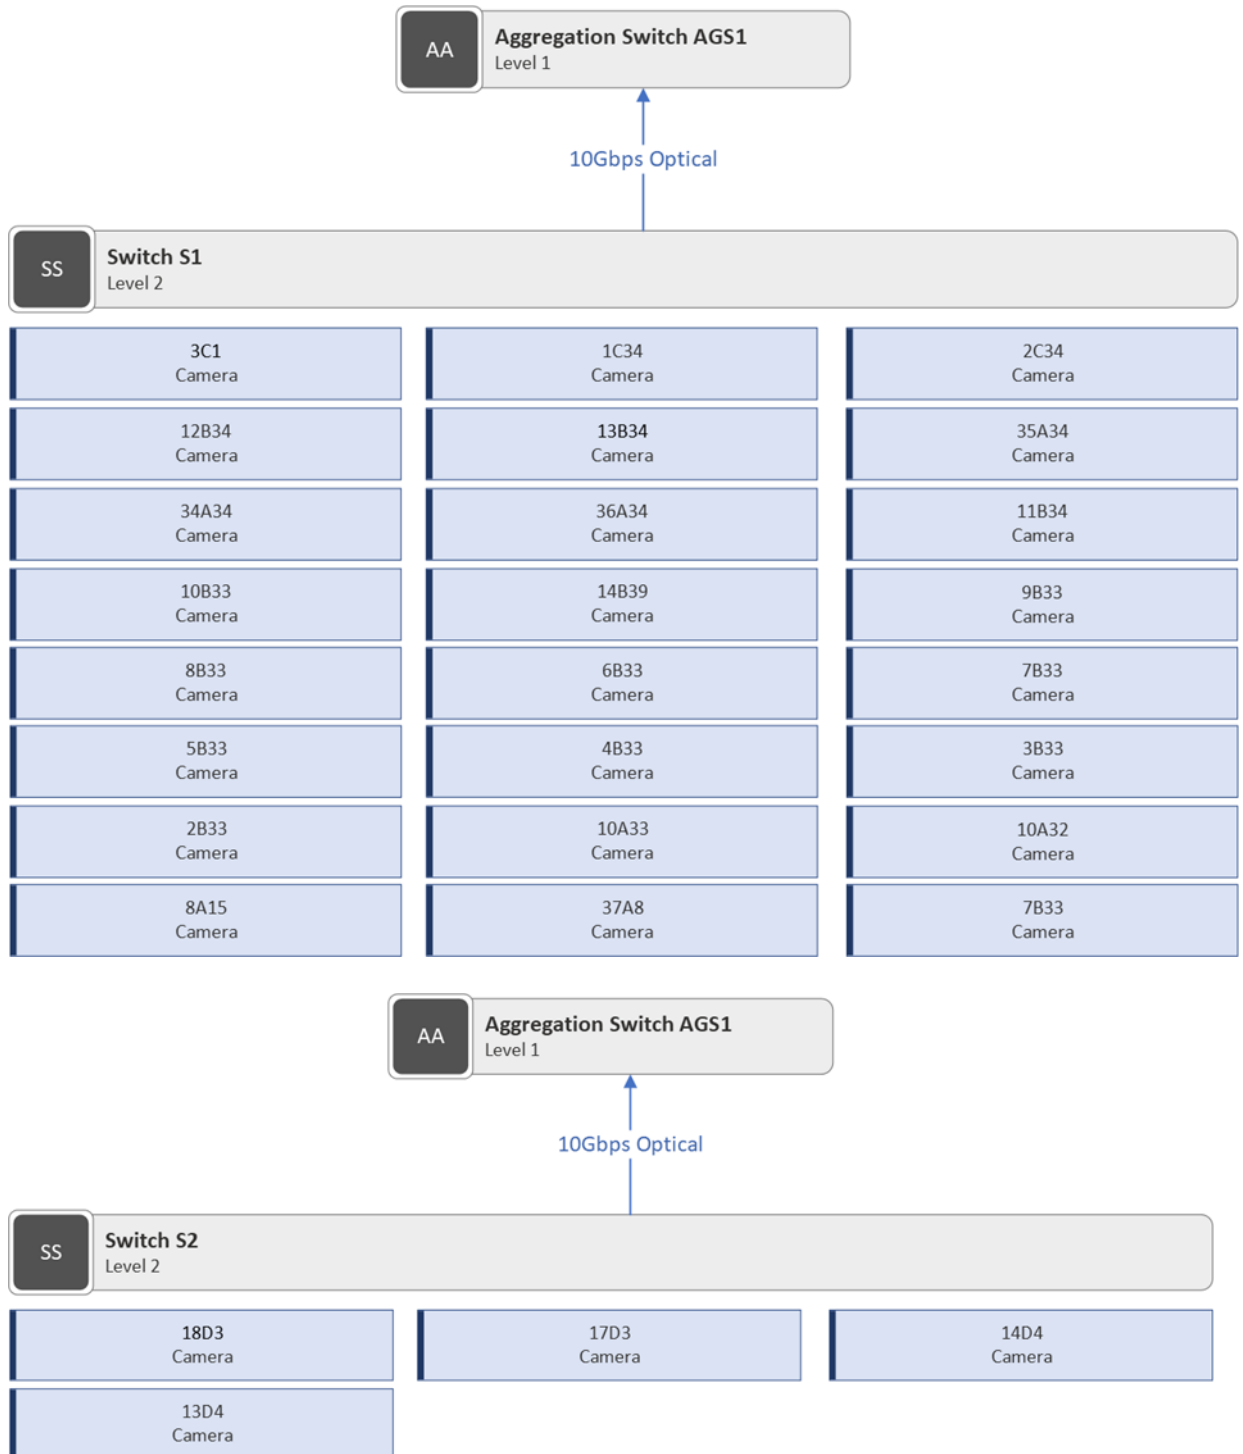 AA
Aggregation Switch AGS1
Level 1
10Gbps Optical
SS
Switch S1
Level 2
3C1
Camera
1C34
Camera
2C34
Camera
12B34
Camera
13B34
Camera
35A34
Camera
34A34
Camera
36A34
Camera
11B34
Camera
10B33
Camera
14B39
Camera
9B33
Camera
8B33
Camera
6B33
Camera
7B33
Camera
5B33
Camera
4B33
Camera
3B33
Camera
2B33
Camera
10A33
Camera
10A32
Camera
8A15
Camera
37A8
Camera
7B33
Camera
AA
Aggregation Switch AGS1
Level 1
10Gbps Optical
SS
Switch S2
Level 2
18D3
Camera
17D3
Camera
14D4
Camera
13D4
Camera